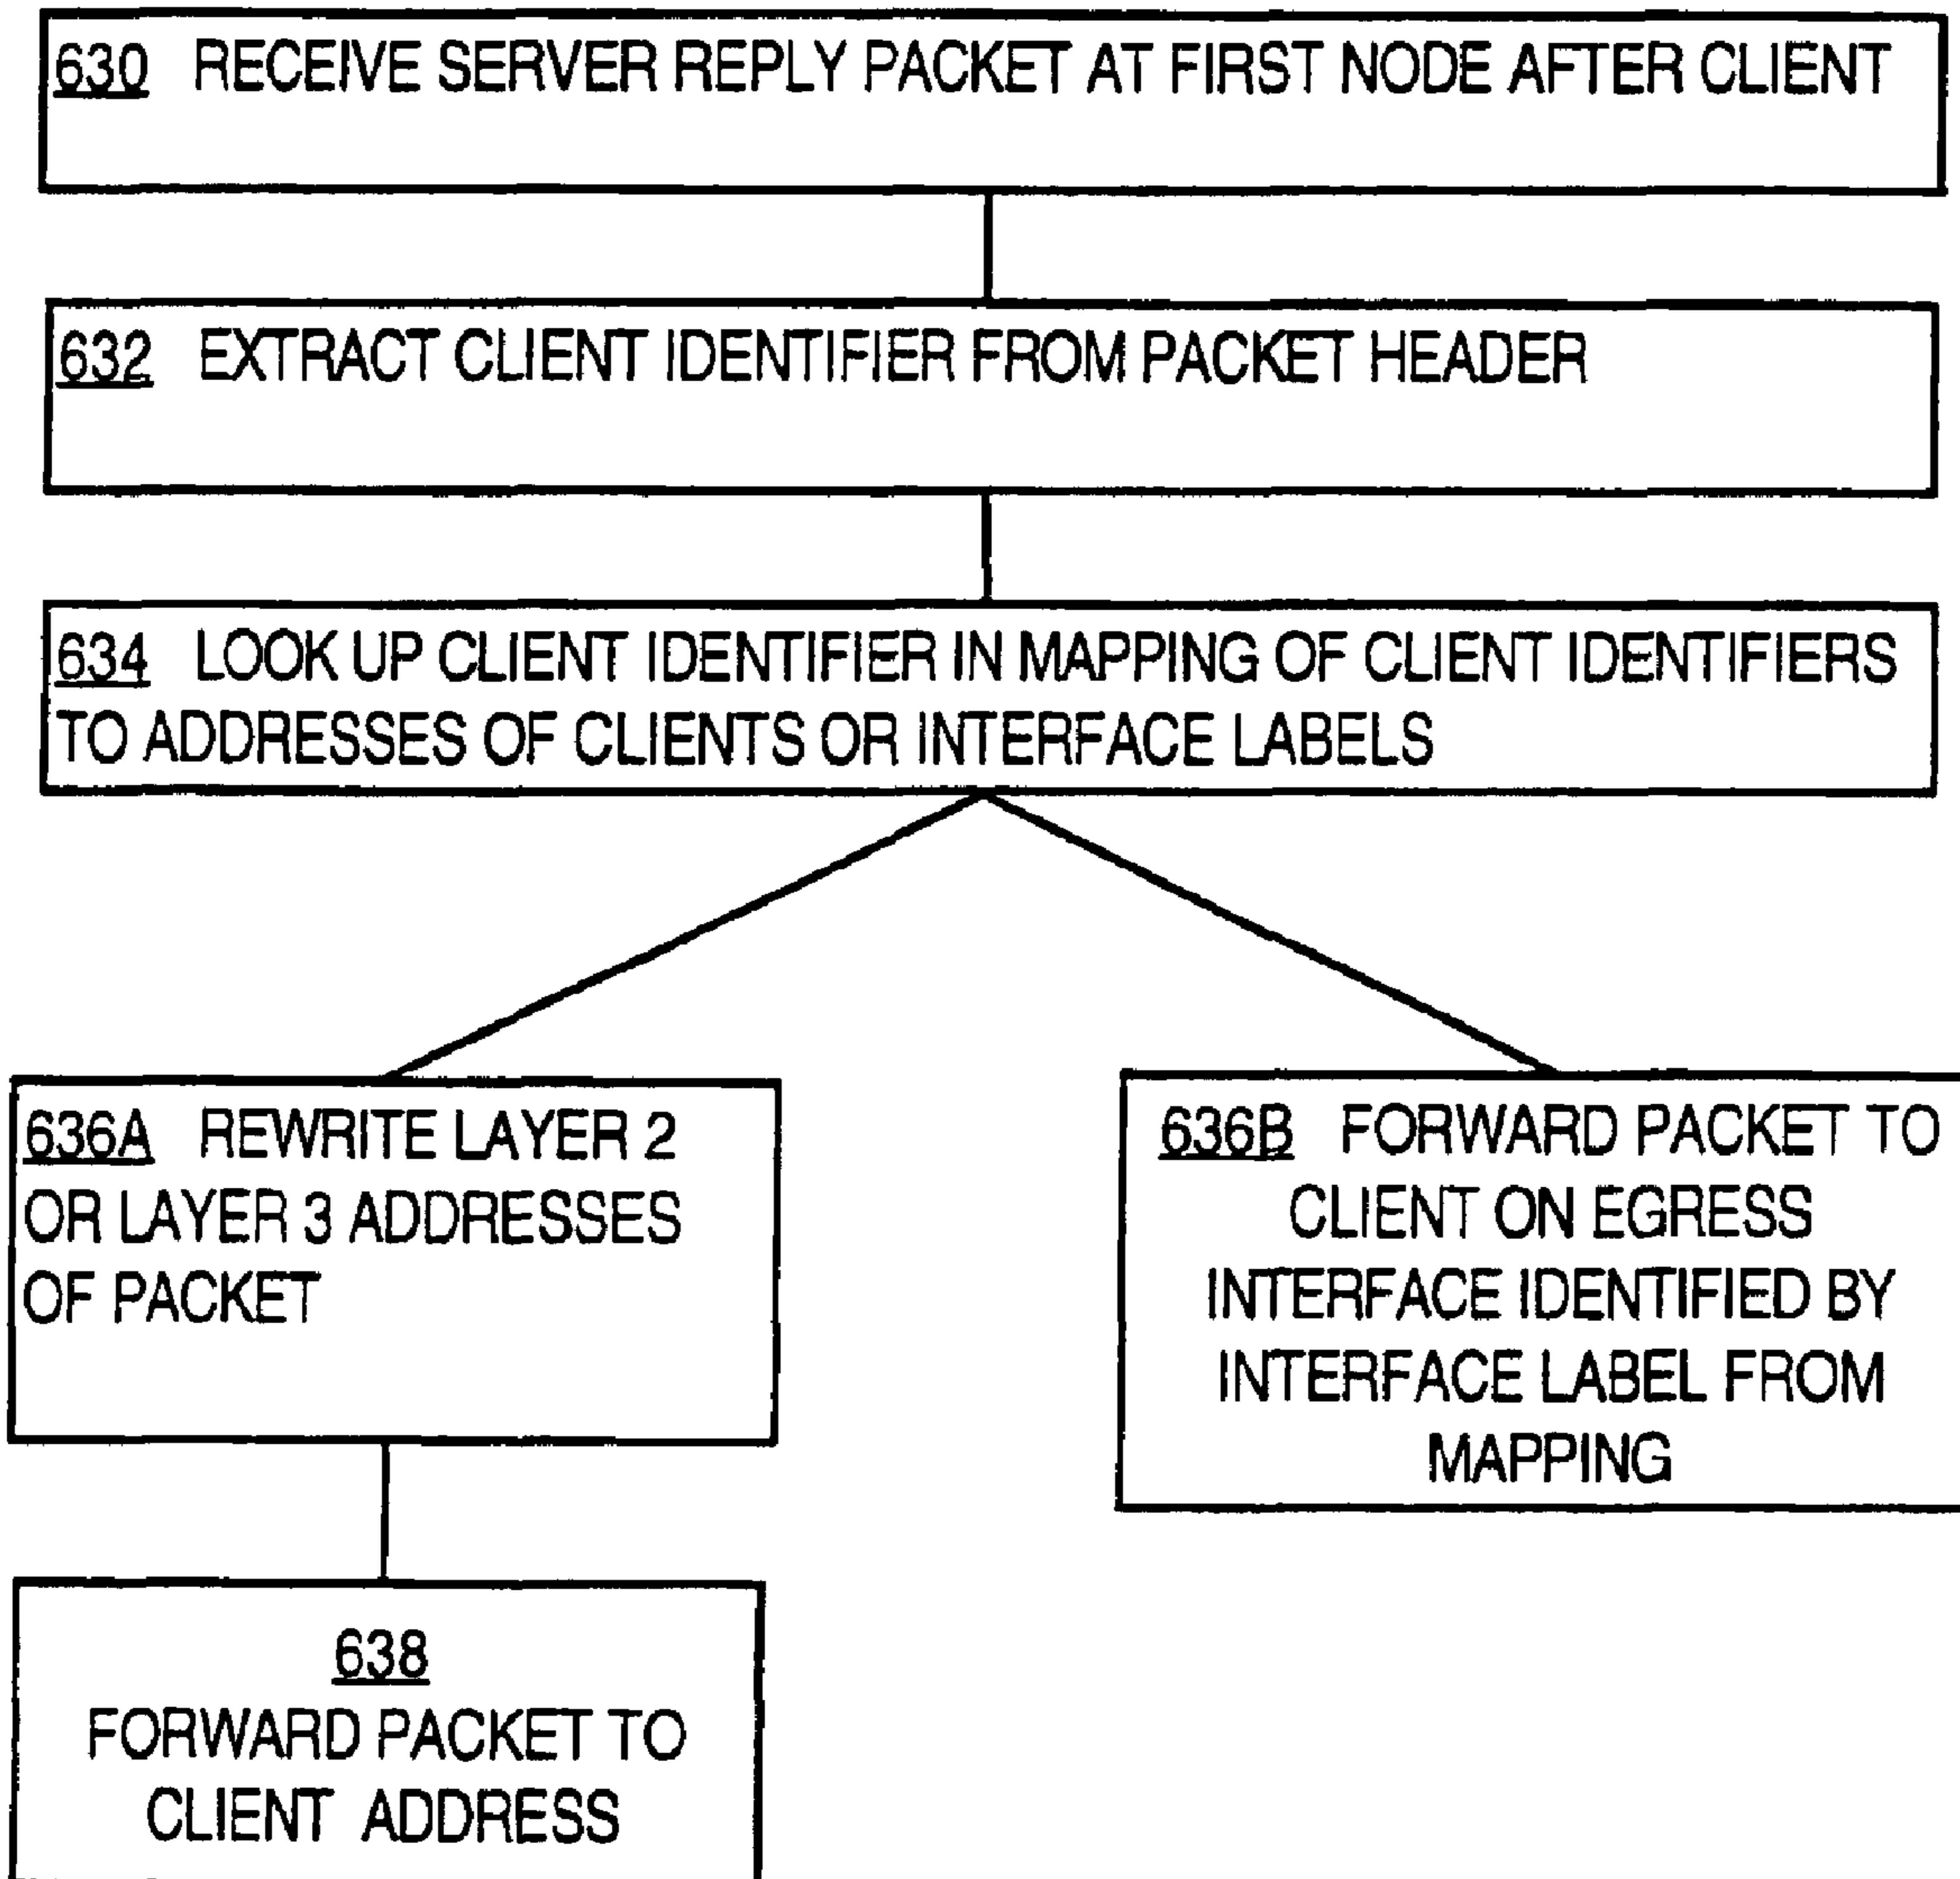 630 RECEIVE SERVER REPLY PACKET AT FIRST NODE AFTER CLIENT
632 EXTRACT CLIENT IDENTIFIER FROM PACKET HEADER
634 LOOK UP CLIENT IDENTIFIER IN MAPPING OF CLIENT IDENTIFIERS
TO ADDRESSES OF CLIENTS OR INTERFACE LABELS
636A REWRITE LAYER 2
OR LAYER 3 ADDRESSES
OF PACKET
636B FORWARD PACKET TO
CLIENT ON EGRESS
INTERFACE IDENTIFIED BY
INTERFACE LABEL FROM
MAPPING
638
FORWARD PACKET TO
CLIENT ADDRESS